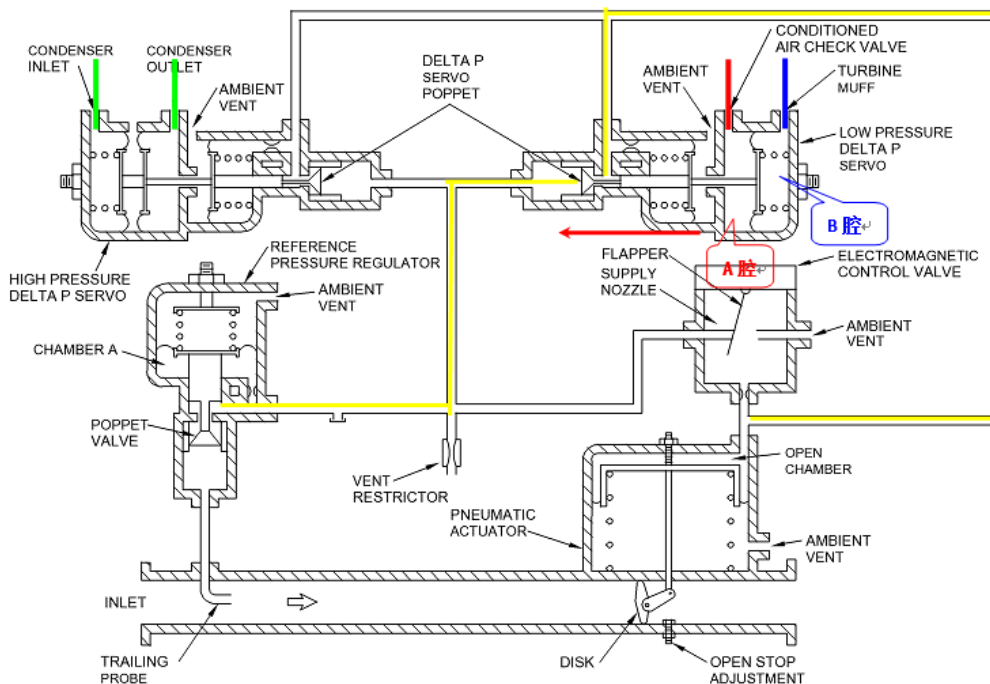 CONDENSER
INLET
CONDENSER
OUTLET
AMBIENT
VENT
DELTA P
SERVO
POPPET
AMBIENT
VENT
CONDITIONED
AIR CHECK VALVE
TURBINE
MUFF
LOW PRESSURE
DELTA P
SERVO
B 腔
A 腔
HIGH PRESSURE
DELTA P SERVO
REFERENCE
PRESSURE REGULATOR
AMBIENT
VENT
FLAPPER
SUPPLY
NOZZLE
ELECTROMAGNETIC
CONTROL VALVE
AMBIENT
VENT
CHAMBER A
POPPET
VALVE
VENT
RESTRICTOR
OPEN
CHAMBER
PNEUMATIC
ACTUATOR
AMBIENT
VENT
INLET
TRAILING
PROBE
DISK
OPEN STOP
ADJUSTMENT